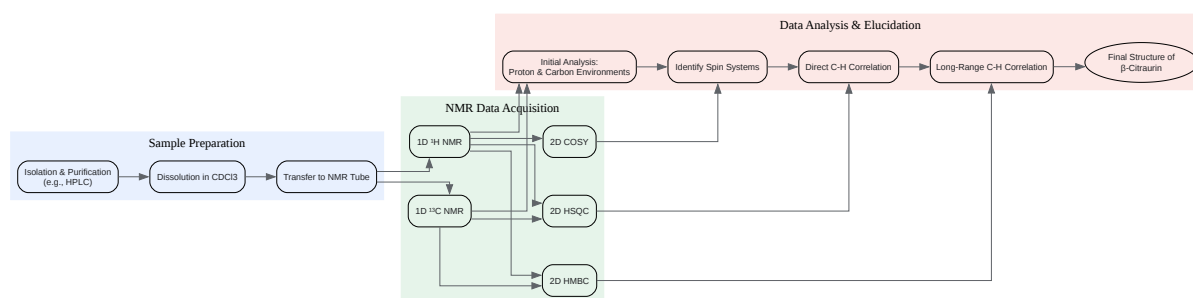 Data Analysis & Elucidation
Initial Analysis:
Proton & Carbon Environments
Identify Spin Systems
Direct C-H Correlation
Long-Range C-H Correlation
Final Structure of
β-Citraurin
NMR Data Acquisition
1D ¹H NMR
2D COSY
1D ¹³C NMR
2D HSQC
2D HMBC
Sample Preparation
Isolation & Purification
(e.g., HPLC)
Dissolution in CDCl3
Transfer to NMR Tube